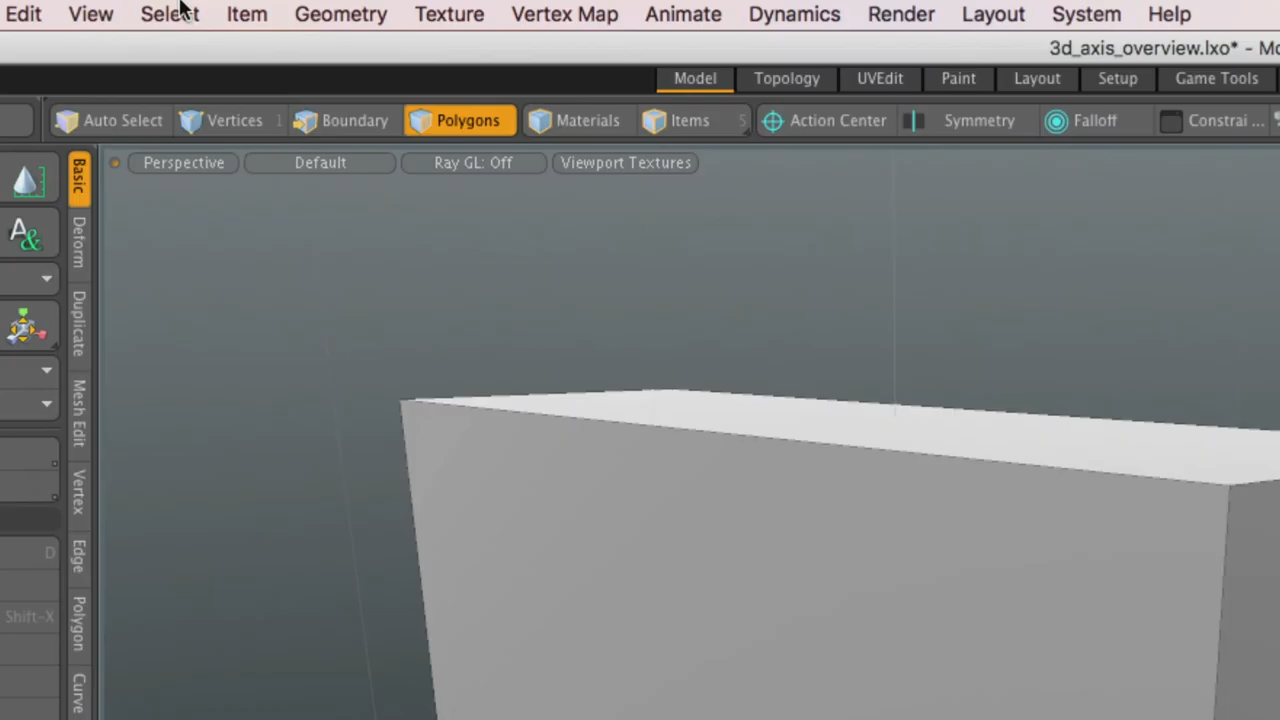 Edit View Select Item Geometry Texture Vertex Map Animate Dynamics Render Layout System Help
3d_axis_overview.lxo* - Mo
Model Topology UVEdit Paint Layout Setup Game Tools
Auto Select Vertices 1 Boundary Polygons Materials Items 5 Action Center Symmetry Falloff Constrai ...
Perspective Default Ray GL: Off Viewport Textures
Basic
Deform
Duplicate
Mesh Edit
Vertex
Edge
Polygon
Curve
A&
D
Shift-X